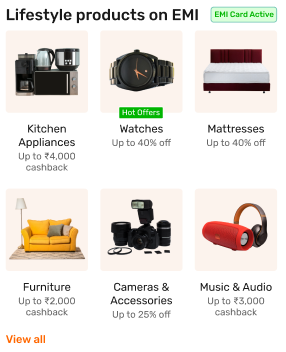 Lifestyle products on EMI
EMI Card Active
Hot Offers
Kitchen
Appliances
Up to ₹4,000
cashback
Watches
Up to 40% off
Mattresses
Up to 40% off
Furniture
Up to ₹2,000
cashback
Cameras &
Accessories
Up to 25% off
Music & Audio
Up to ₹3,000
cashback
View all